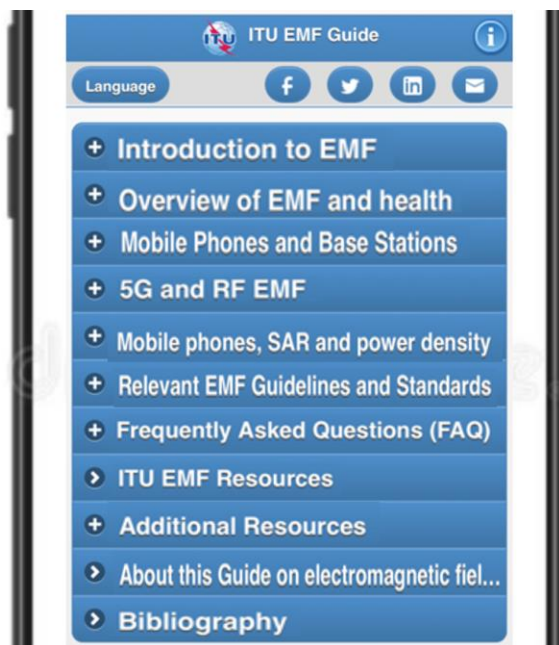 ITU
ITU EMF Guide
i
Language
f
in
Introduction to EMF
Overview of EMF and health
Mobile Phones and Base Stations
5G and RF EMF
Mobile phones, SAR and power density
Relevant EMF Guidelines and Standards
Frequently Asked Questions (FAQ)
ITU EMF Resources
Additional Resources
About this Guide on electromagnetic fiel...
Bibliography